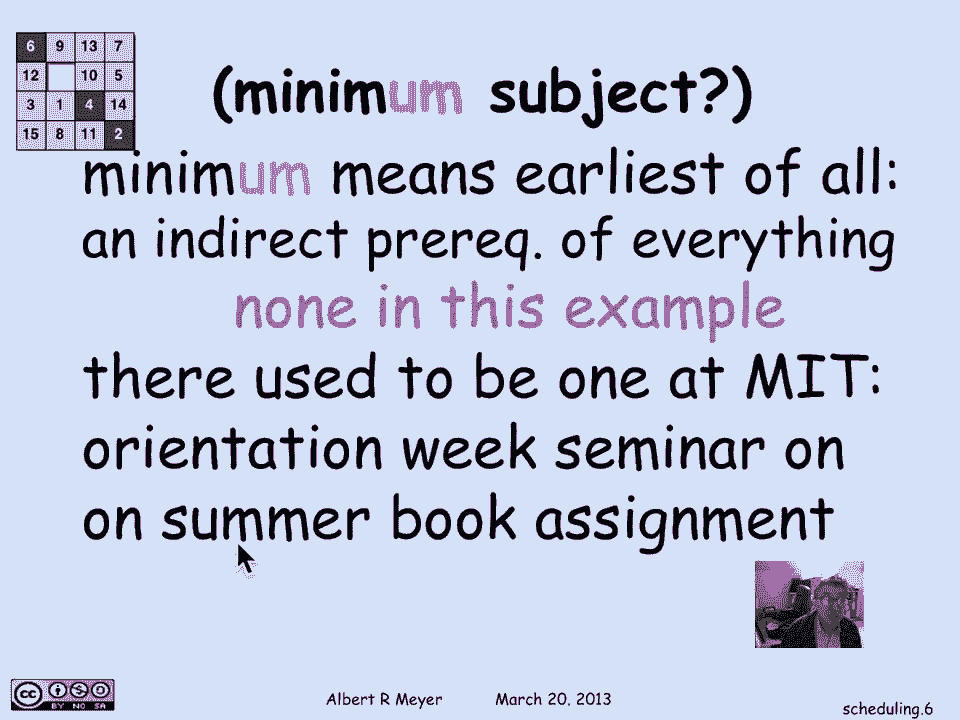 6 9 13 7
12 10 5
3 1 4 14
15 8 11 2
(minimum subject?)
minimum means earliest of all:
an indirect prereq. of everything
none in this example
there used to be one at MIT:
orientation week seminar on
on summer book assignment
cc BY NC SA
Albert R Meyer March 20, 2013
scheduling.6